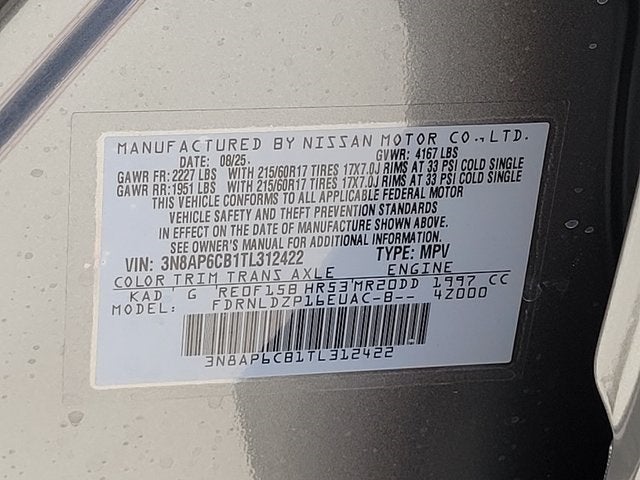 MANUFACTURED BY NISSAN MOTOR CO., LTD.
DATE: 08/25. GVWR: 4167 LBS
GAWR FR: 2227 LBS WITH 215/60R17 TIRES 17X7.0J RIMS AT 33 PSI COLD SINGLE
GAWR RR: 1951 LBS WITH 215/60R17 TIRES 17X7.0J RIMS AT 33 PSI COLD SINGLE
THIS VEHICLE CONFORMS TO ALL APPLICABLE FEDERAL MOTOR
VEHICLE SAFETY AND THEFT PREVENTION STANDARDS
IN EFFECT ON THE DATE OF MANUFACTURE SHOWN ABOVE.
SEE OWNER'S MANUAL FOR ADDITIONAL INFORMATION.
VIN: 3N8AP6CB1TL312422 TYPE: MPV
COLOR TRIM TRANS AXLE ENGINE
KAD G RE0F15B HR53 MR20DD 1997 CC
MODEL: FDRNLDZP16EUAC-B-- 4Z000
3N8AP6CB1TL312422